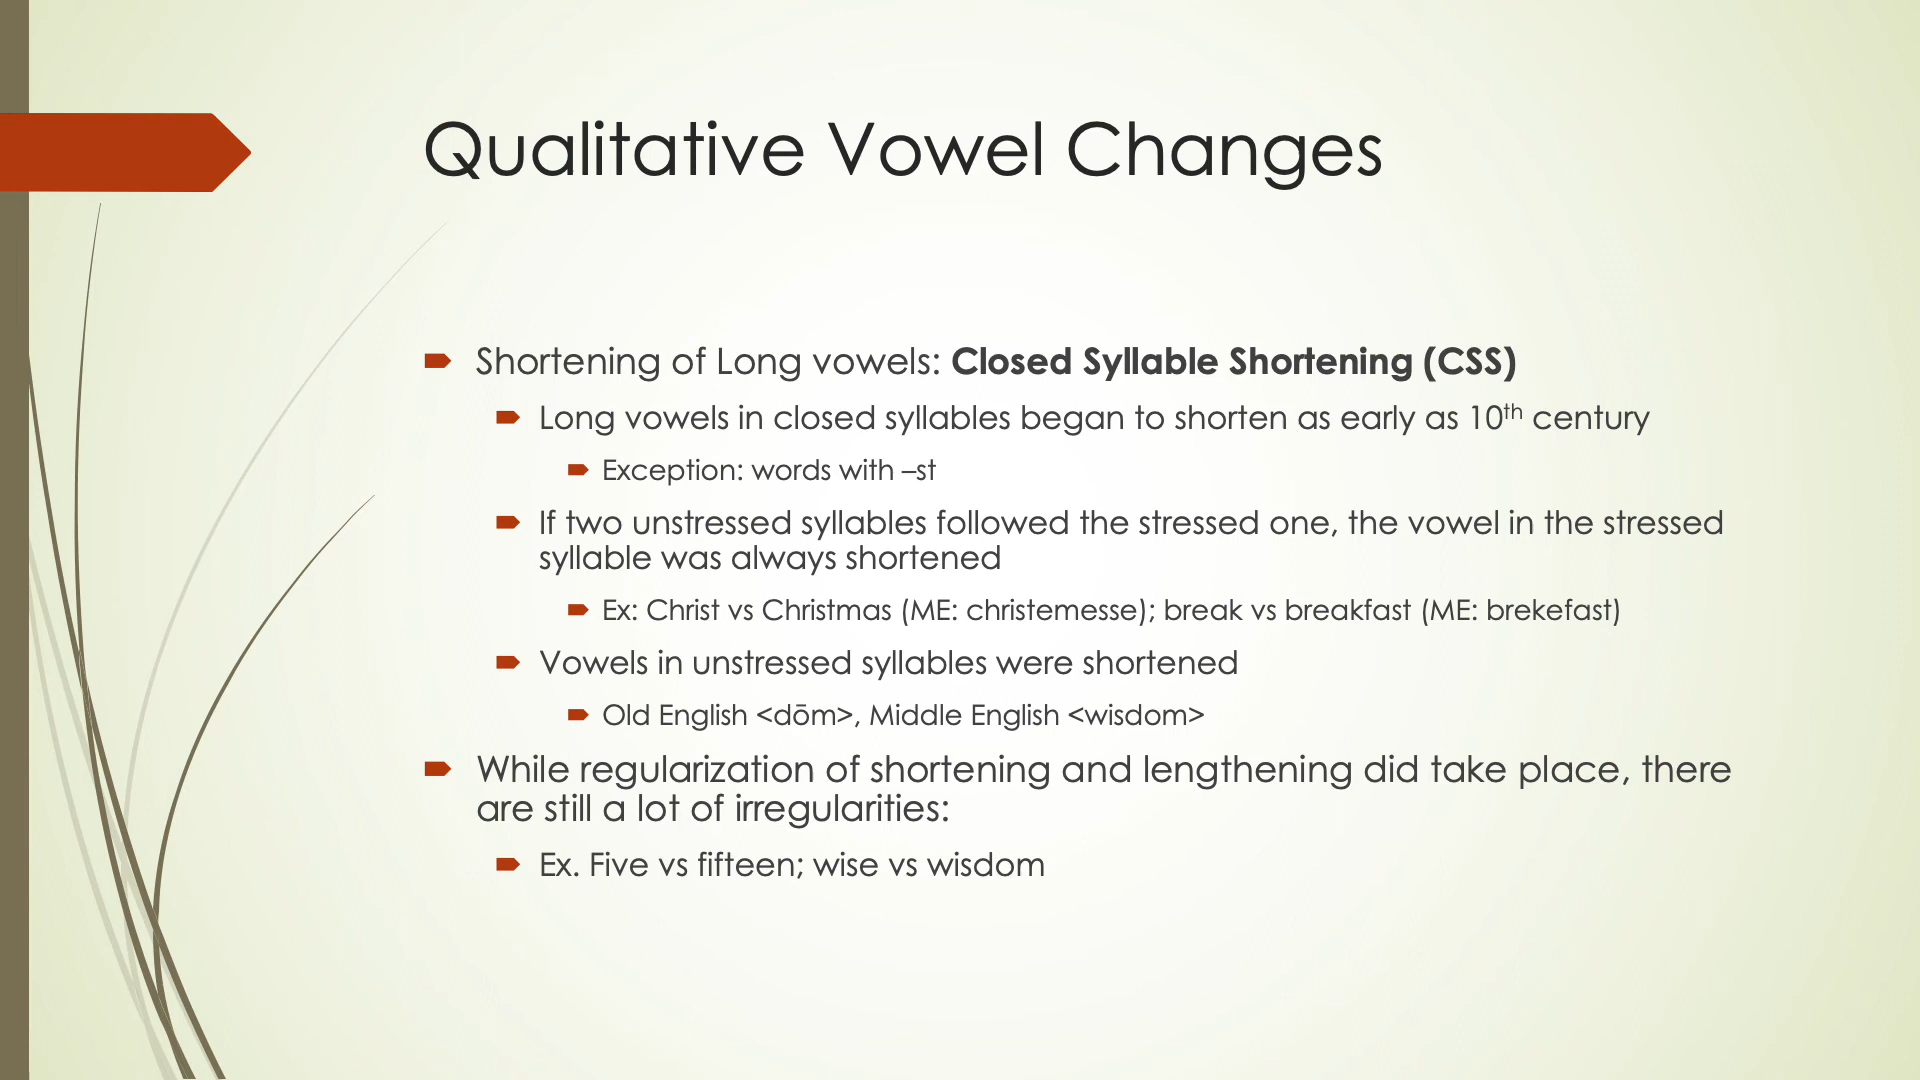 Qualitative Vowel Changes
Shortening of Long vowels: Closed Syllable Shortening (CSS)
Long vowels in closed syllables began to shorten as early as 10th century
Exception: words with –st
If two unstressed syllables followed the stressed one, the vowel in the stressed
syllable was always shortened
Ex: Christ vs Christmas (ME: christemesse); break vs breakfast (ME: brekefast)
Vowels in unstressed syllables were shortened
Old English <dōm>, Middle English <wisdom>
While regularization of shortening and lengthening did take place, there
are still a lot of irregularities:
Ex. Five vs fifteen; wise vs wisdom